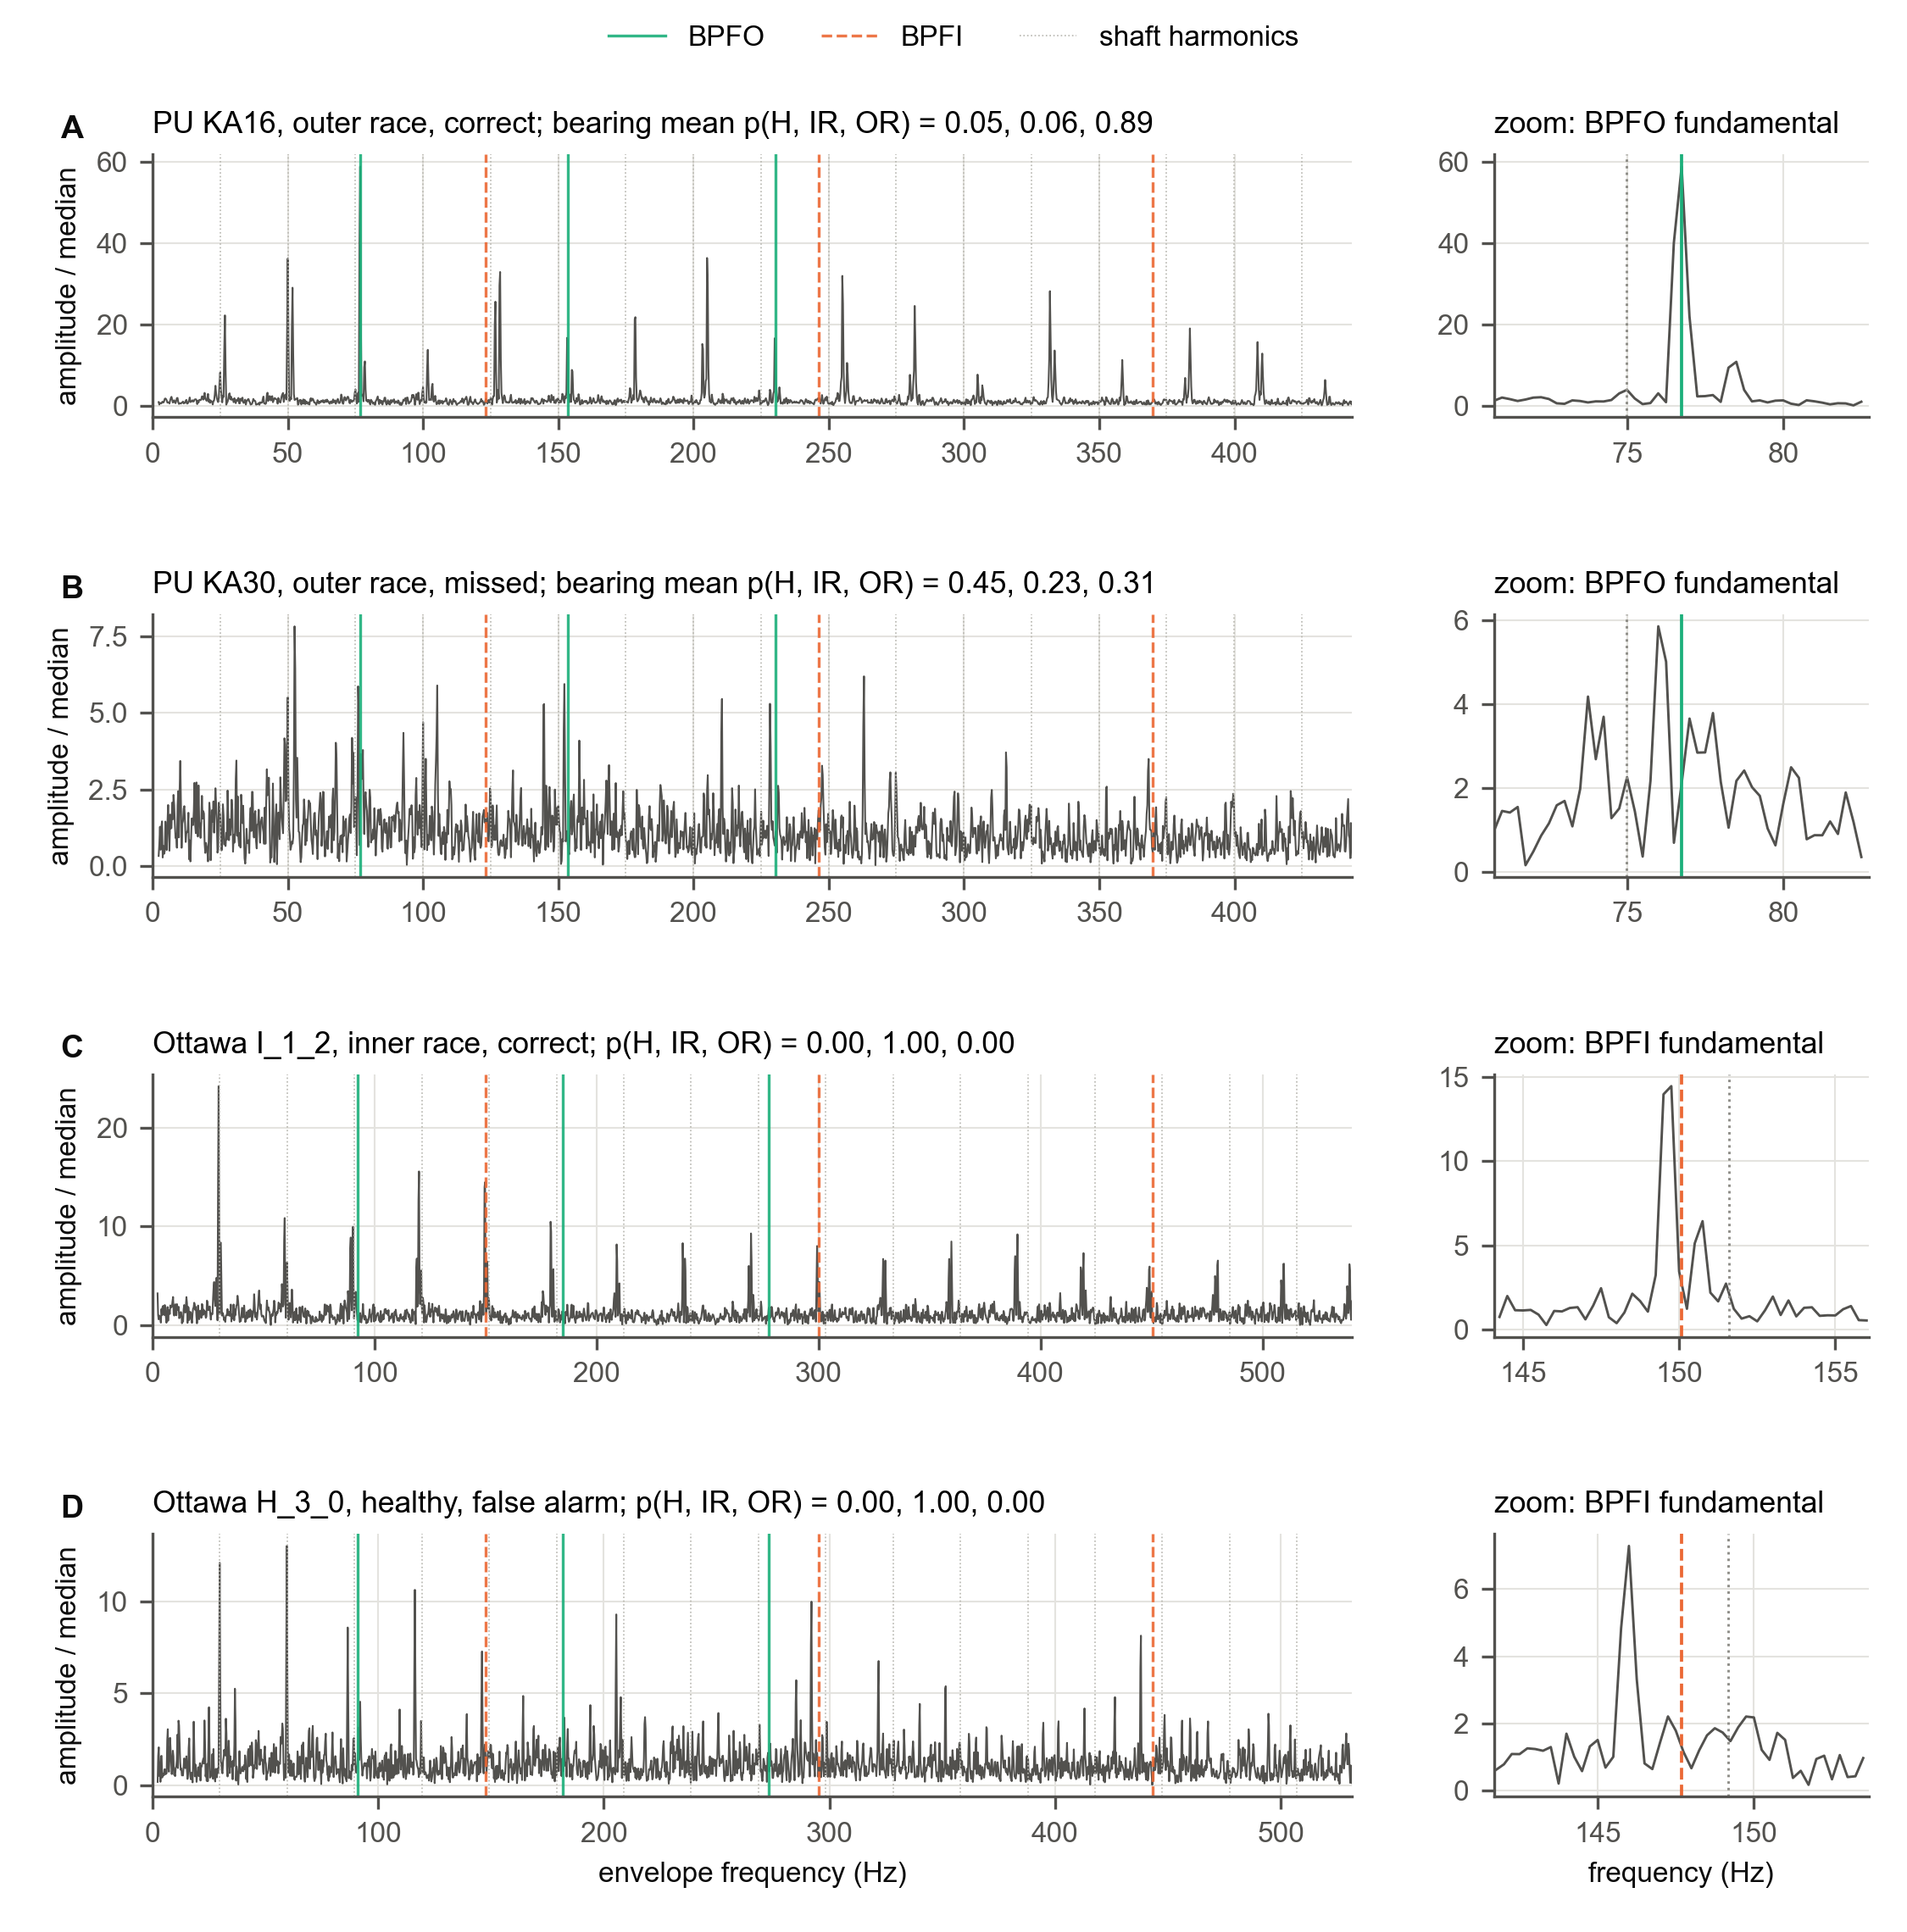 BPFO BPFI shaft harmonics
A PU KA16, outer race, correct; bearing mean p(H, IR, OR) = 0.05, 0.06, 0.89
zoom: BPFO fundamental
amplitude / median
60
40
20
0
0 50 100 150 200 250 300 350 400
60
40
20
0
75 80
B PU KA30, outer race, missed; bearing mean p(H, IR, OR) = 0.45, 0.23, 0.31
zoom: BPFO fundamental
amplitude / median
7.5
5.0
2.5
0.0
0 50 100 150 200 250 300 350 400
6
4
2
0
75 80
C Ottawa I_1_2, inner race, correct; p(H, IR, OR) = 0.00, 1.00, 0.00
zoom: BPFI fundamental
amplitude / median
20
10
0
0 100 200 300 400 500
15
10
5
0
145 150 155
D Ottawa H_3_0, healthy, false alarm; p(H, IR, OR) = 0.00, 1.00, 0.00
zoom: BPFI fundamental
amplitude / median
10
5
0
0 100 200 300 400 500
envelope frequency (Hz)
6
4
2
0
145 150
frequency (Hz)